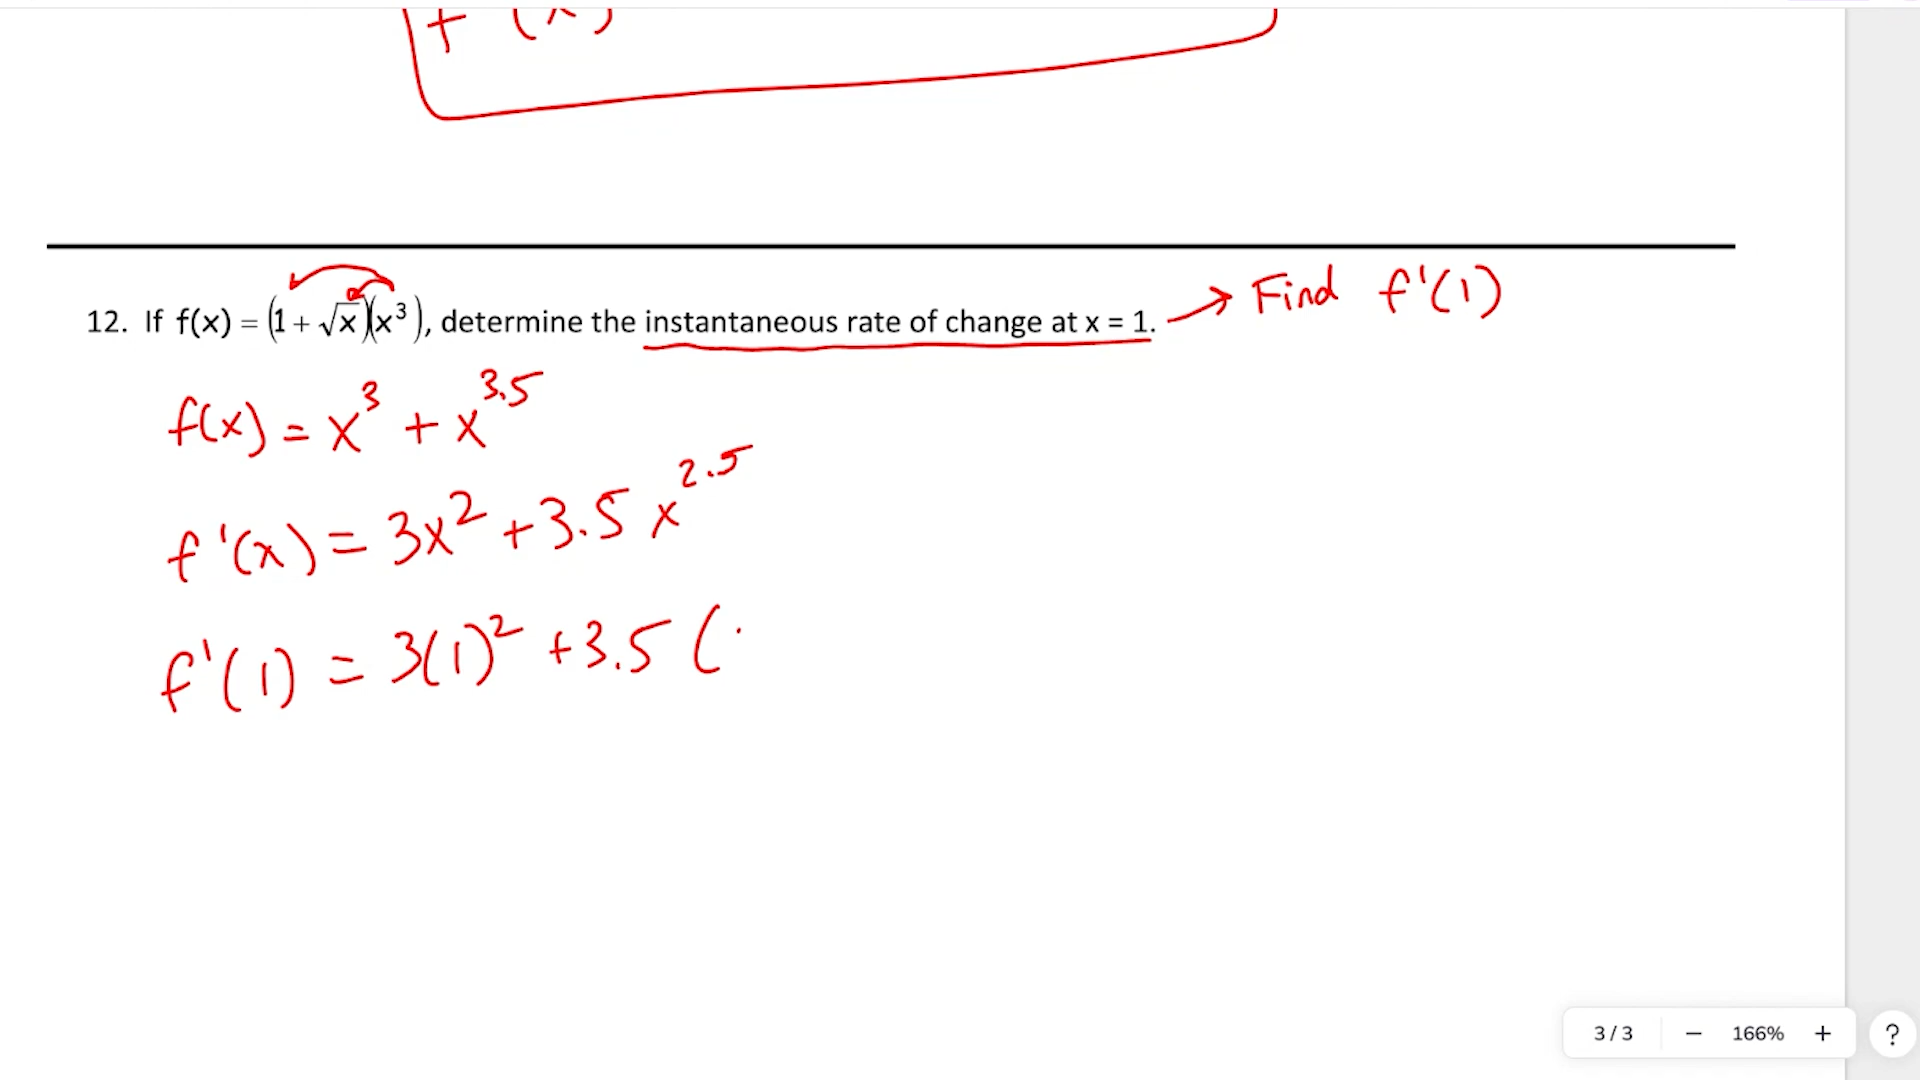 f (x)
12. If f(x) = (1 + √x)(x³), determine the instantaneous rate of change at x = 1. → Find f'(1)
f(x) = x³ + x^3.5
f'(x) = 3x² + 3.5 x^2.5
f'(1) = 3(1)² + 3.5 (
3 / 3 − 166% + ?